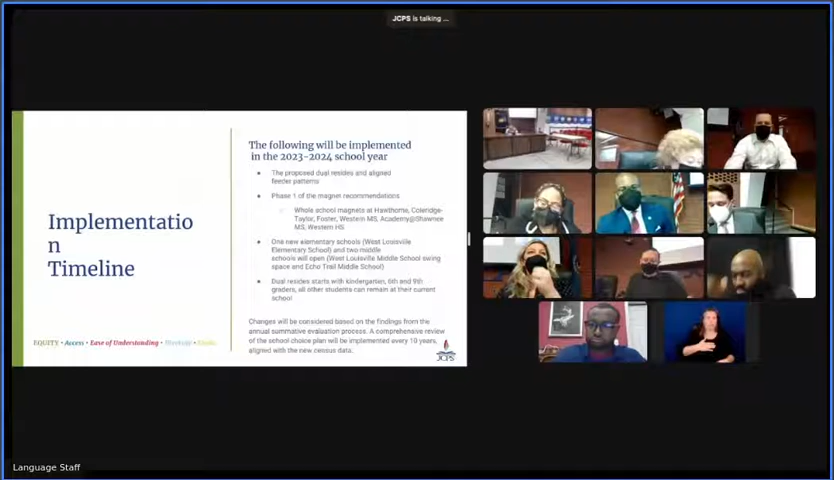 JCPS is talking ...
Implementatio
n
Timeline
EQUITY • Access • Ease of Understanding •
The following will be implemented
in the 2023-2024 school year
The proposed dual resides and aligned
feeder patterns
Phase 1 of the magnet recommendations
Whole school magnets at Hawthorne, Coleridge-
Taylor, Foster, Western MS, Academy@Shawnee
MS, Western HS
One new elementary schools (West Louisville
Elementary School) and two middle
schools will open (West Louisville Middle School swing
space and Echo Trail Middle School)
Dual resides starts with kindergarten, 6th and 9th
graders, all other students can remain at their current
school
Changes will be considered based on the findings from the
annual summative evaluation process. A comprehensive review
of the school choice plan will be implemented every 10 years,
aligned with the new census data.
JCPS
Language Staff